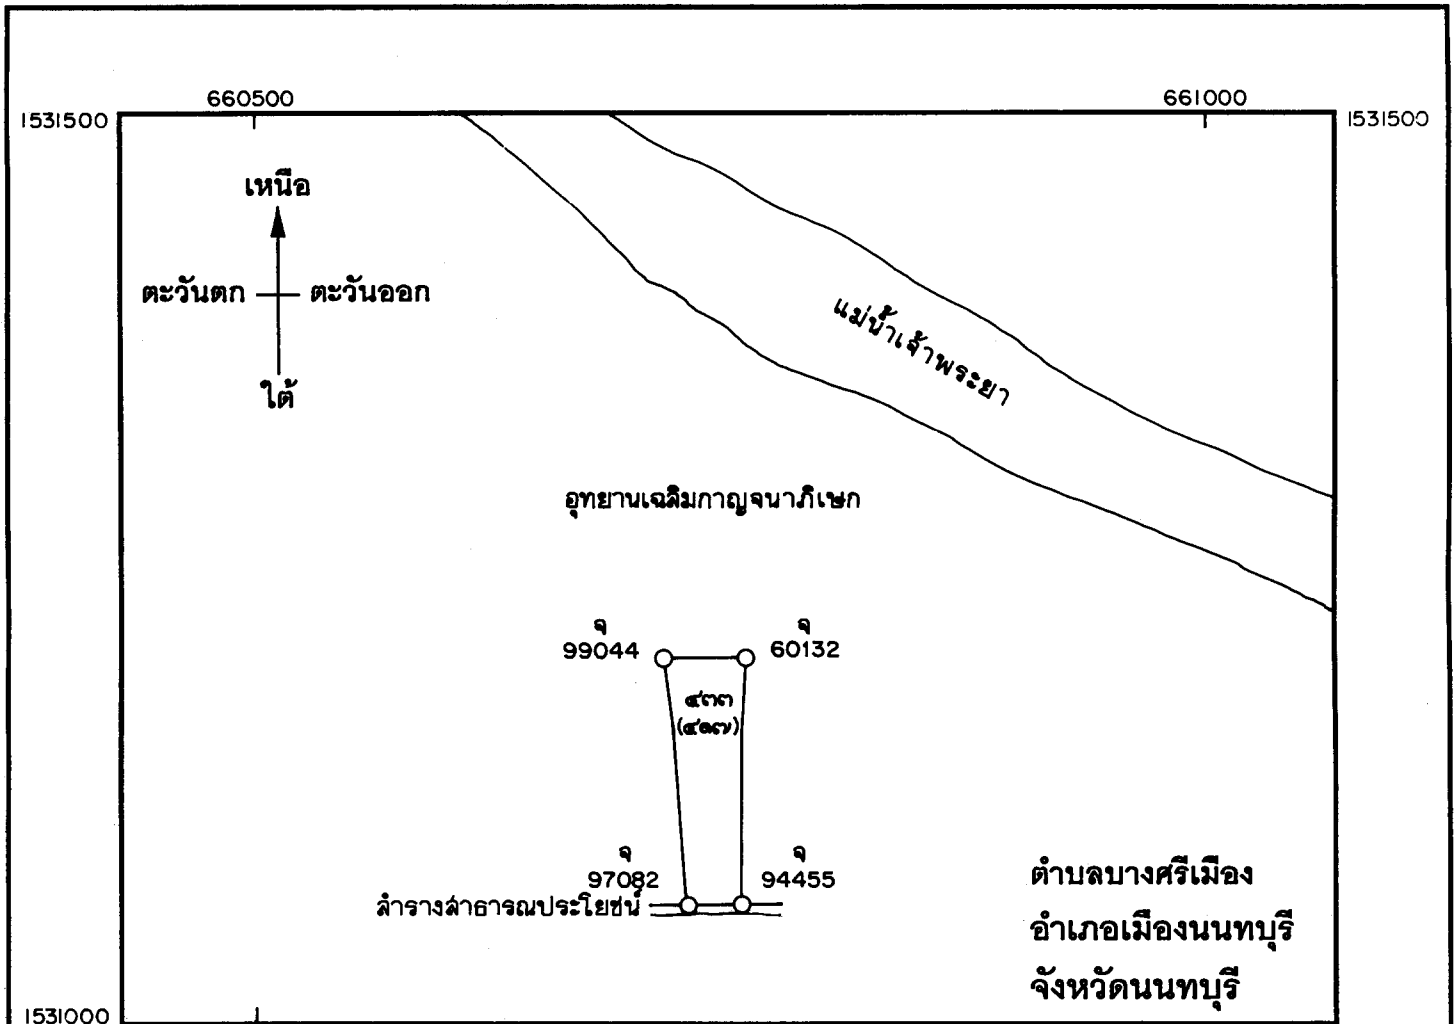 660500 661000
1531500 1531500
เหนือ
ตะวันตก ตะวันออก
ใต้
แม่น้ำเจ้าพระยา
อุทยานเฉลิมกาญจนาภิเษก
จ จ
99044 60132
๔๓๓
(๔๑๗)
จ จ
97082 94455
ลำรางสาธารณประโยชน์
ตำบลบางศรีเมือง
อำเภอเมืองนนทบุรี
จังหวัดนนทบุรี
1531000